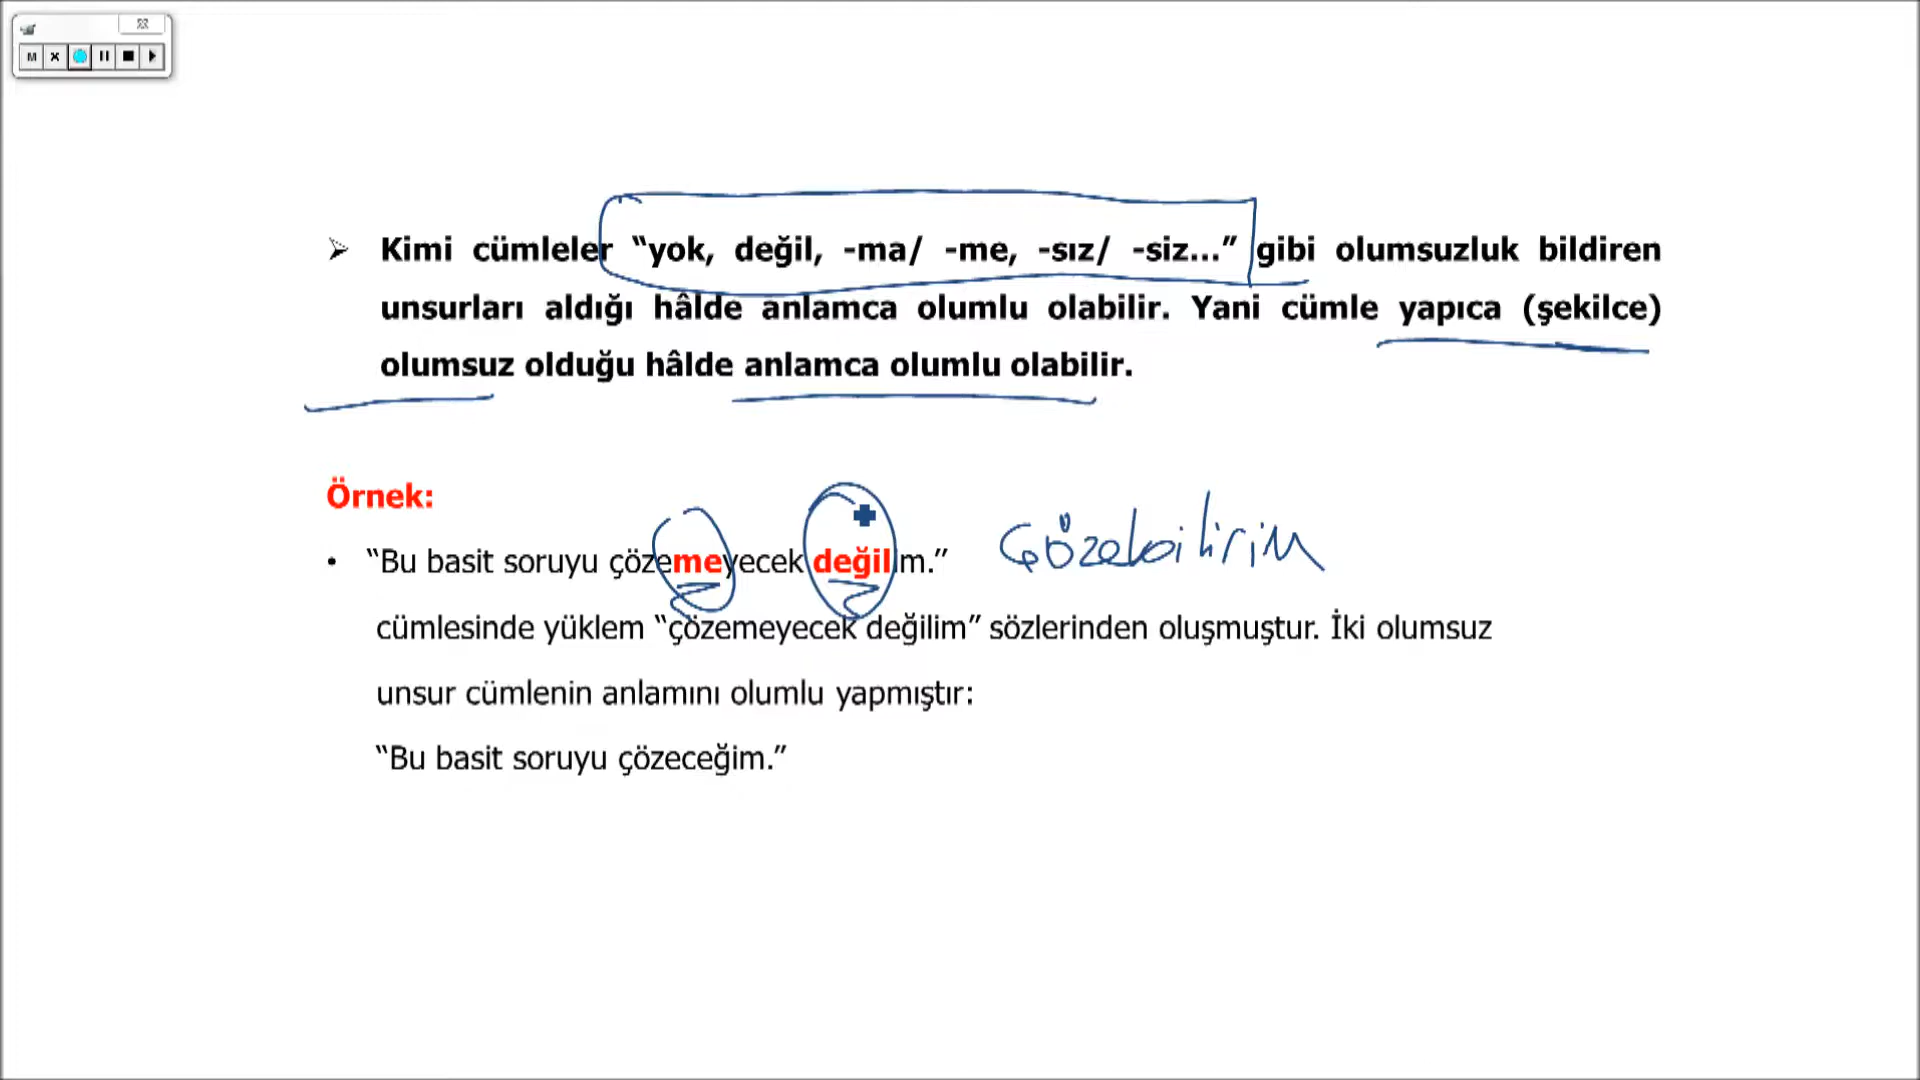 M
Kimi cümleler “yok, değil, -ma/ -me, -sız/ -siz...” gibi olumsuzluk bildiren
unsurları aldığı hâlde anlamca olumlu olabilir. Yani cümle yapıca (şekilce)
olumsuz olduğu hâlde anlamca olumlu olabilir.
Örnek:
• “Bu basit soruyu çözemeyecek değilim.” Çözebilirim
cümlesinde yüklem “çözemeyecek değilim” sözlerinden oluşmuştur. İki olumsuz
unsur cümlenin anlamını olumlu yapmıştır:
“Bu basit soruyu çözeceğim.”